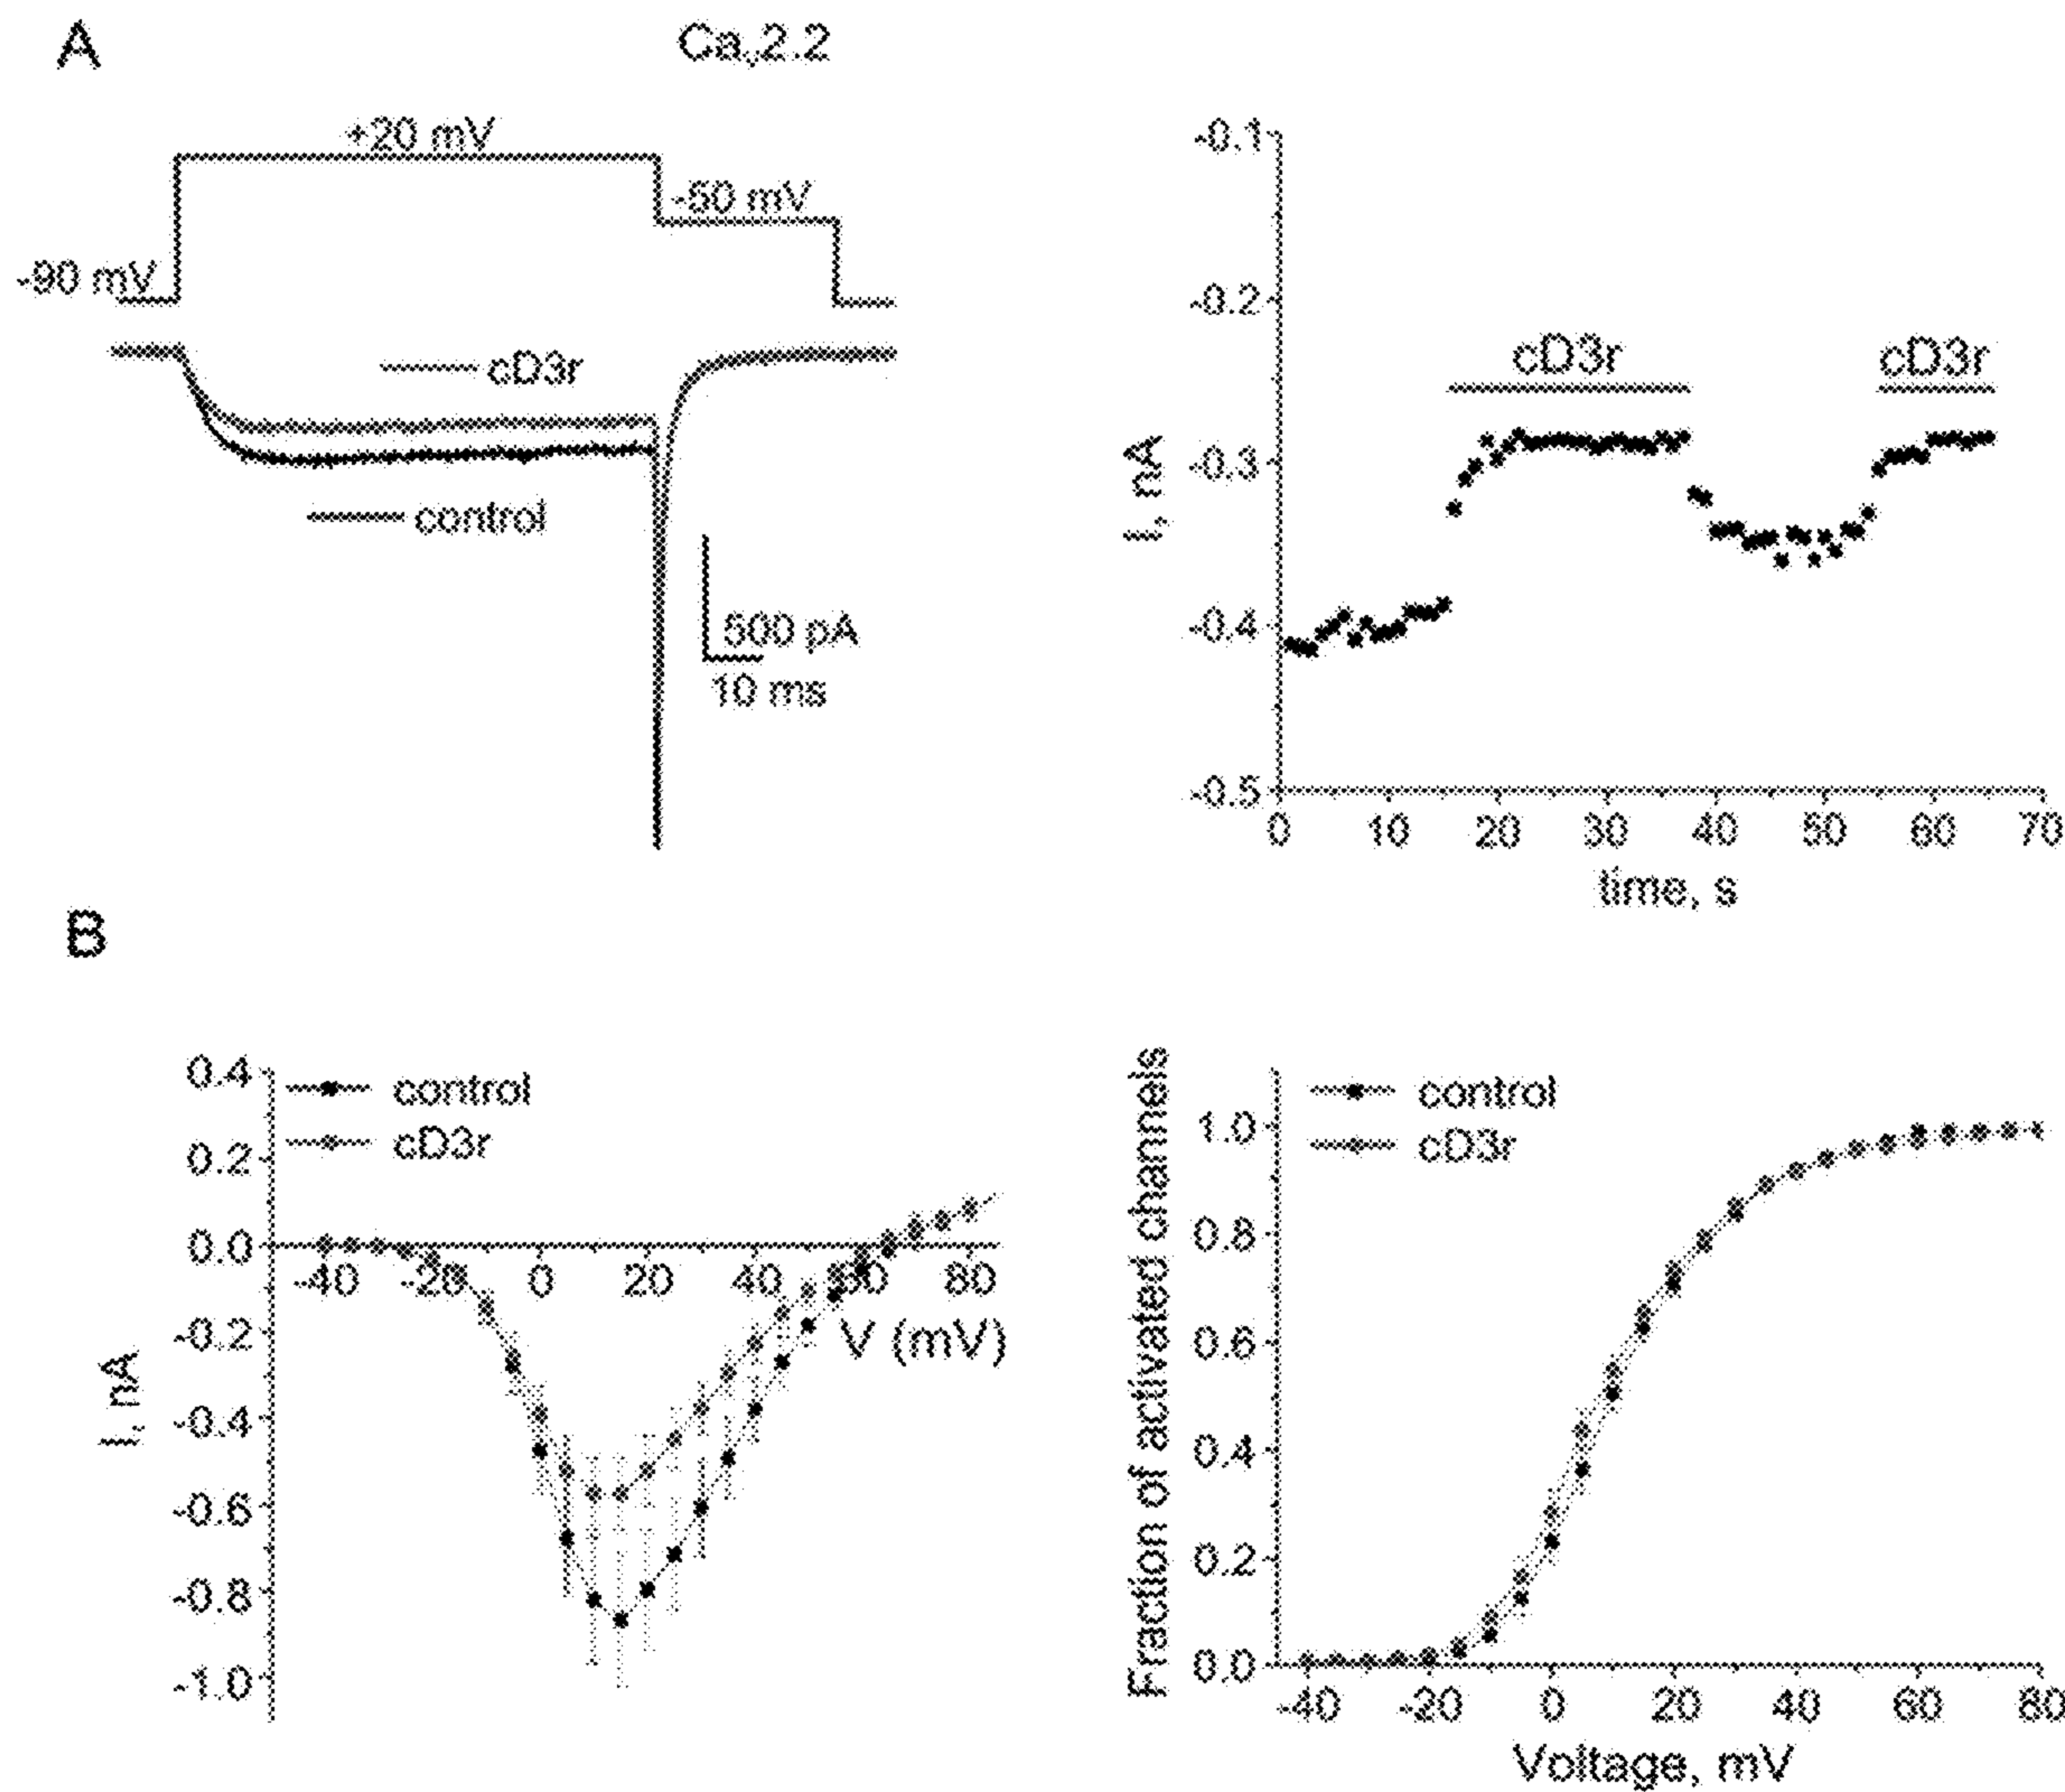 A
Cav2.2
+20 mV
-50 mV
-90 mV
cD3r
control
500 pA
10 ms
-0.1
-0.2
-0.3
-0.4
-0.5
I, nA
cD3r
cD3r
0 10 20 30 40 50 60 70
time, s
B
0.4
0.2
0.0
-0.2
-0.4
-0.6
-0.8
-1.0
I, nA
control
cD3r
-40 -20 0 20 40 60 80
V (mV)
Fraction of activated channels
1.0
0.8
0.6
0.4
0.2
0.0
control
cD3r
-40 -20 0 20 40 60 80
Voltage, mV